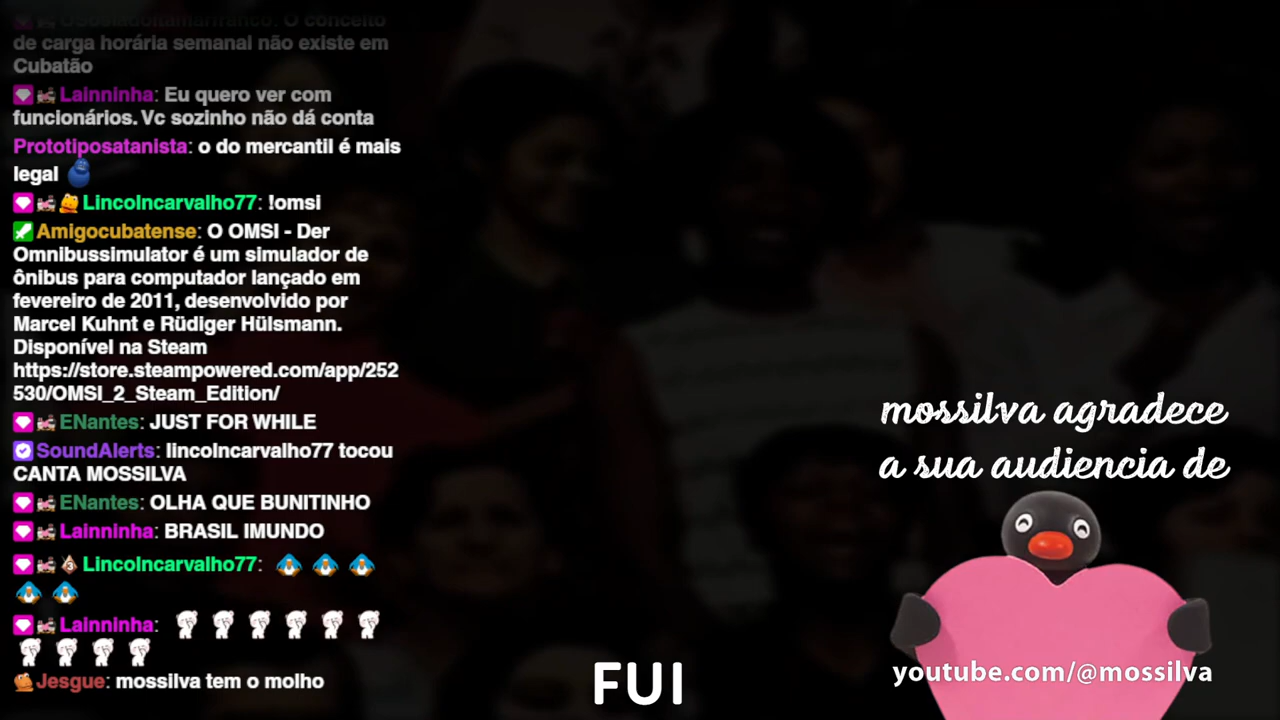 OSosiadoItamarFranco: O conceito
de carga horária semanal não existe em
Cubatão
Lainninha: Eu quero ver com
funcionários. Vc sozinho não dá conta
Prototiposatanista: o do mercantil é mais
legal
Lincolncarvalho77: !omsi
Amigocubatense: O OMSI - Der
Omnibussimulator é um simulador de
ônibus para computador lançado em
fevereiro de 2011, desenvolvido por
Marcel Kuhnt e Rüdiger Hülsmann.
Disponível na Steam
https://store.steampowered.com/app/252
530/OMSI_2_Steam_Edition/
ENantes: JUST FOR WHILE
SoundAlerts: lincolncarvalho77 tocou
CANTA MOSSILVA
ENantes: OLHA QUE BUNITINHO
Lainninha: BRASIL IMUNDO
Lincolncarvalho77:
Lainninha:
Jesgue: mossilva tem o molho
mossilva agradece
a sua audiencia de
youtube.com/@mossilva
FUI